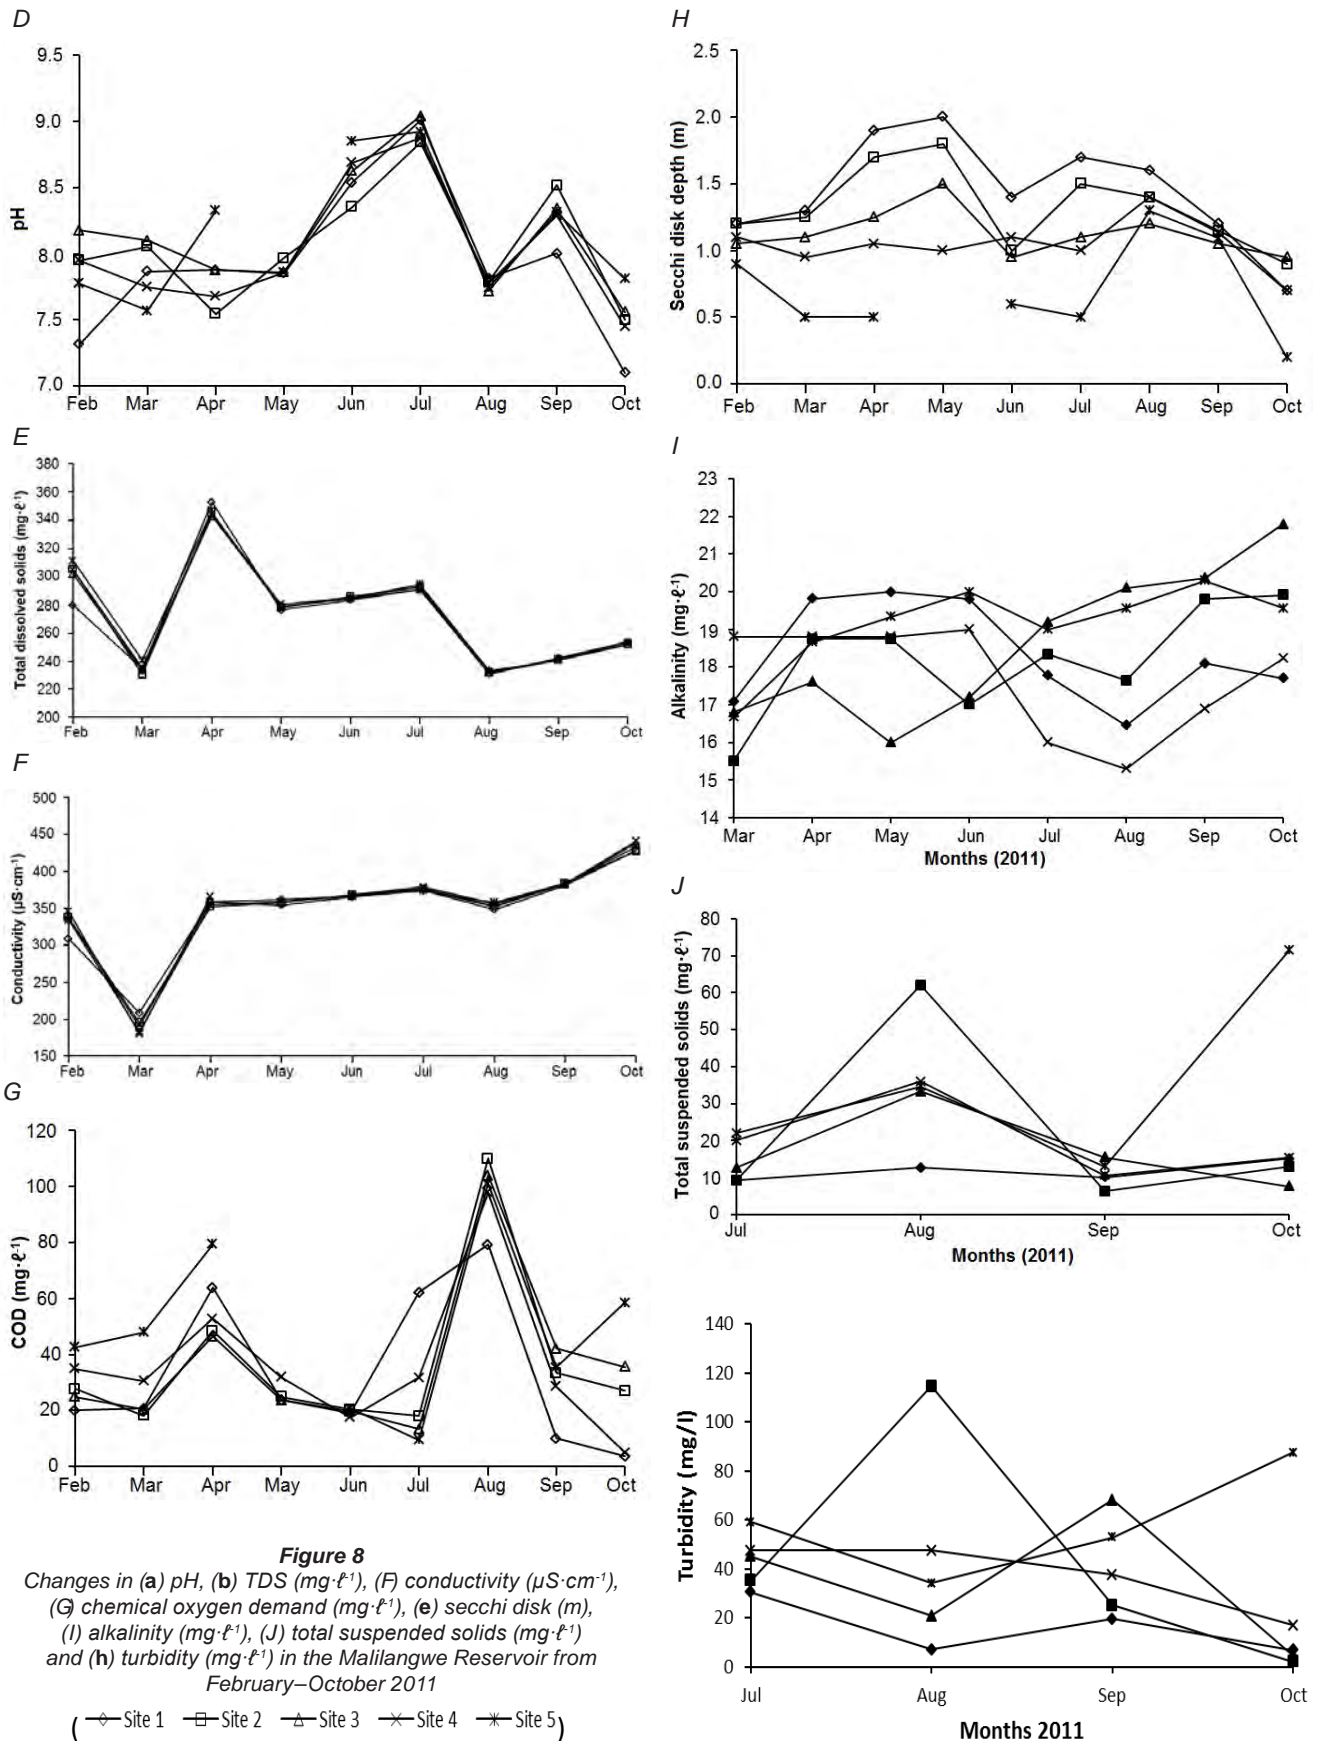 D
9.5
9.0
8.5
8.0
7.5
7.0
pH
Feb Mar Apr May Jun Jul Aug Sep Oct
E
380
360
340
320
300
280
260
240
220
200
Total dissolved solids (mg·ℓ-1)
Feb Mar Apr May Jun Jul Aug Sep Oct
F
500
450
400
350
300
250
200
150
Conductivity (µS·cm-1)
Feb Mar Apr May Jun Jul Aug Sep Oct
G
120
100
80
60
40
20
0
COD (mg·ℓ-1)
Feb Mar Apr May Jun Jul Aug Sep Oct
Figure 8
Changes in (a) pH, (b) TDS (mg·ℓ-1), (F) conductivity (µS·cm-1),
(G) chemical oxygen demand (mg·ℓ-1), (e) secchi disk (m),
(I) alkalinity (mg·ℓ-1), (J) total suspended solids (mg·ℓ-1)
and (h) turbidity (mg·ℓ-1) in the Malilangwe Reservoir from
February–October 2011
( Site 1 Site 2 Site 3 Site 4 Site 5 )
H
2.5
2.0
1.5
1.0
0.5
0.0
Secchi disk depth (m)
Feb Mar Apr May Jun Jul Aug Sep Oct
I
23
22
21
20
19
18
17
16
15
14
Alkalinity (mg·ℓ-1)
Mar Apr May Jun Jul Aug Sep Oct
Months (2011)
J
80
70
60
50
40
30
20
10
0
Total suspended solids (mg·ℓ-1)
Jul Aug Sep Oct
Months (2011)
140
120
100
80
60
40
20
0
Turbidity (mg/l)
Jul Aug Sep Oct
Months 2011